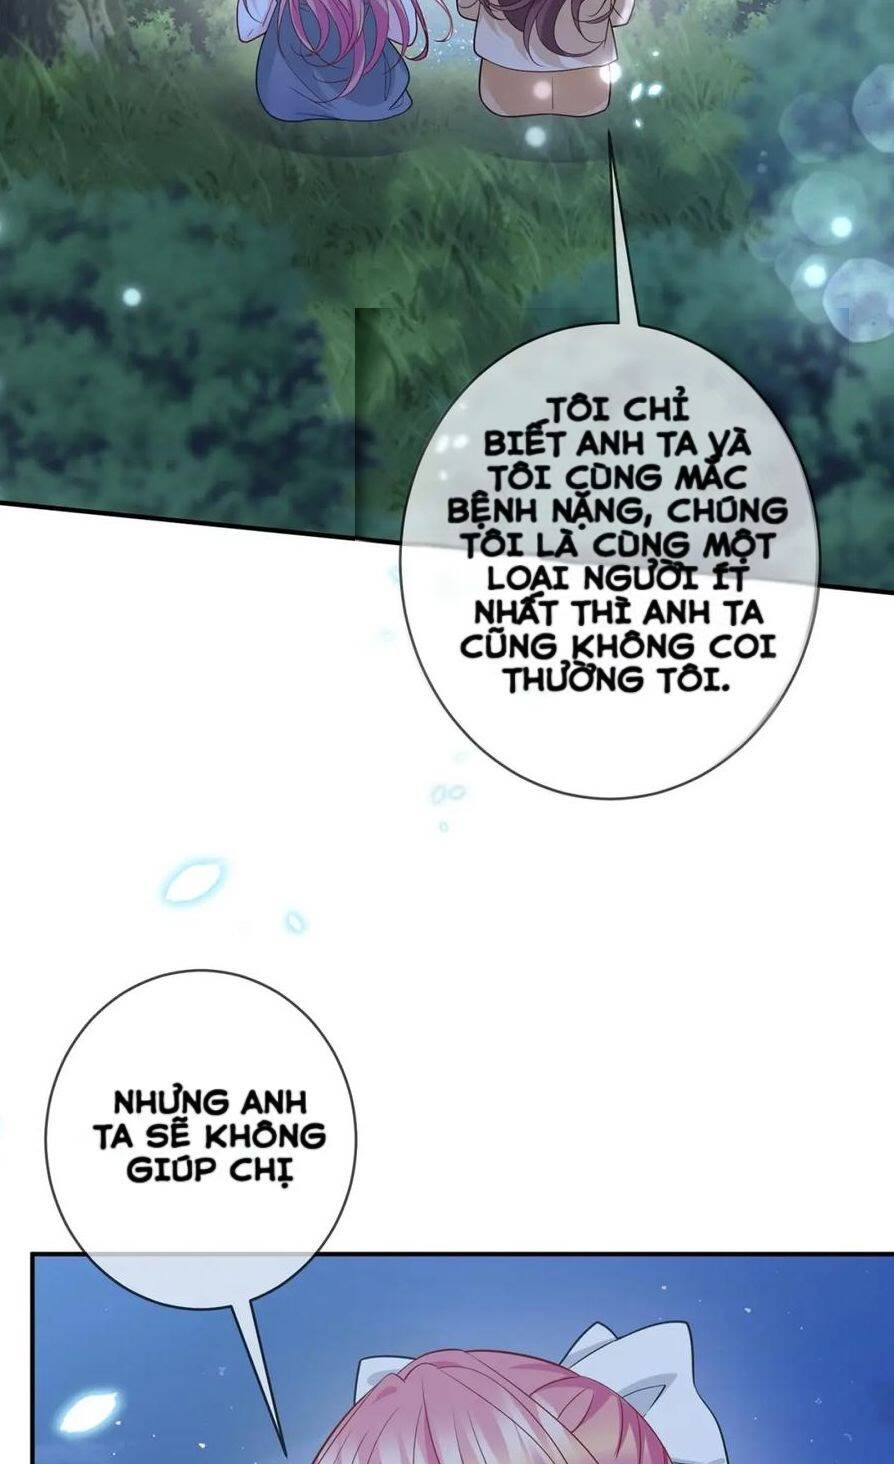 TÔI CHỈ
BIẾT ANH TA VÀ
TÔI CÙNG MẮC
BỆNH NẶNG, CHÚNG
TÔI LÀ CÙNG MỘT
LOẠI NGƯỜI ÍT
NHẤT THÌ ANH TA
CŨNG KHÔNG COI
THƯỜNG TÔI.
NHƯNG ANH
TA SẼ KHÔNG
GIÚP CHỊ